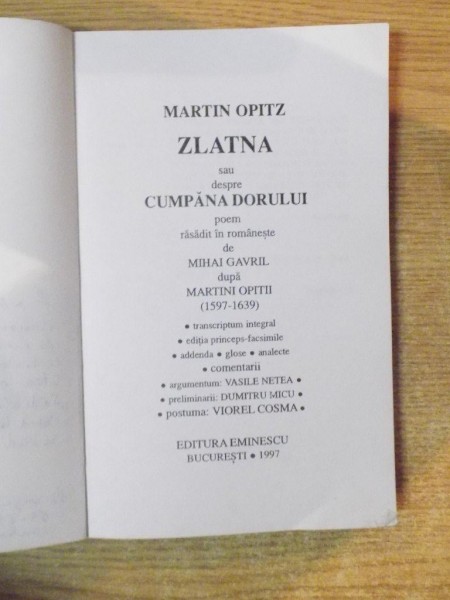 MARTIN OPITZ
ZLATNA
sau
despre
CUMPĂNA DORULUI
poem
răsădit în românește
de
MIHAI GAVRIL
după
MARTINI OPITII
(1597-1639)
• transcriptum integral
• ediția princeps-facsimile
• addenda • glose • analecte
• comentarii
• argumentum: VASILE NETEA •
• preliminarii: DUMITRU MICU •
• postuma: VIOREL COSMA •
EDITURA EMINESCU
BUCUREȘTI • 1997